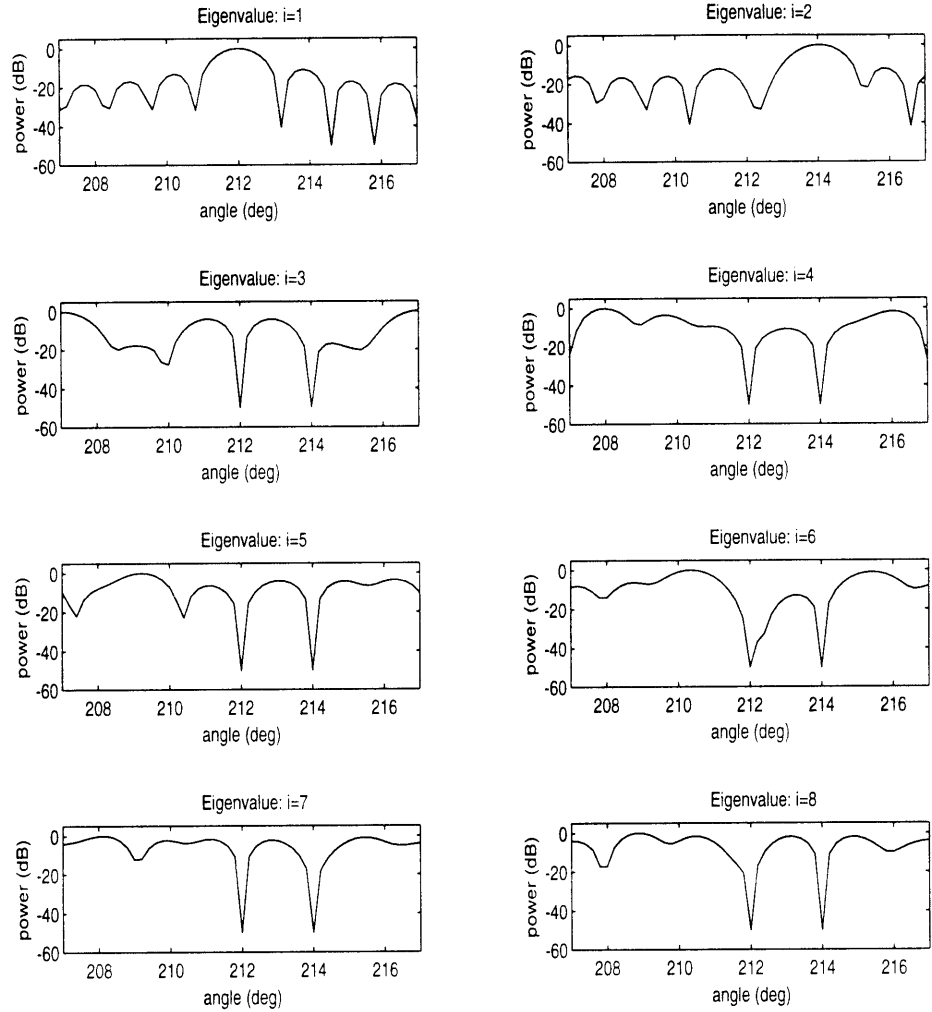 Eigenvalue: i=1
power (dB)
0
-20
-40
-60
208 210 212 214 216
angle (deg)
Eigenvalue: i=2
power (dB)
0
-20
-40
-60
208 210 212 214 216
angle (deg)
Eigenvalue: i=3
power (dB)
0
-20
-40
-60
208 210 212 214 216
angle (deg)
Eigenvalue: i=4
power (dB)
0
-20
-40
-60
208 210 212 214 216
angle (deg)
Eigenvalue: i=5
power (dB)
0
-20
-40
-60
208 210 212 214 216
angle (deg)
Eigenvalue: i=6
power (dB)
0
-20
-40
-60
208 210 212 214 216
angle (deg)
Eigenvalue: i=7
power (dB)
0
-20
-40
-60
208 210 212 214 216
angle (deg)
Eigenvalue: i=8
power (dB)
0
-20
-40
-60
208 210 212 214 216
angle (deg)